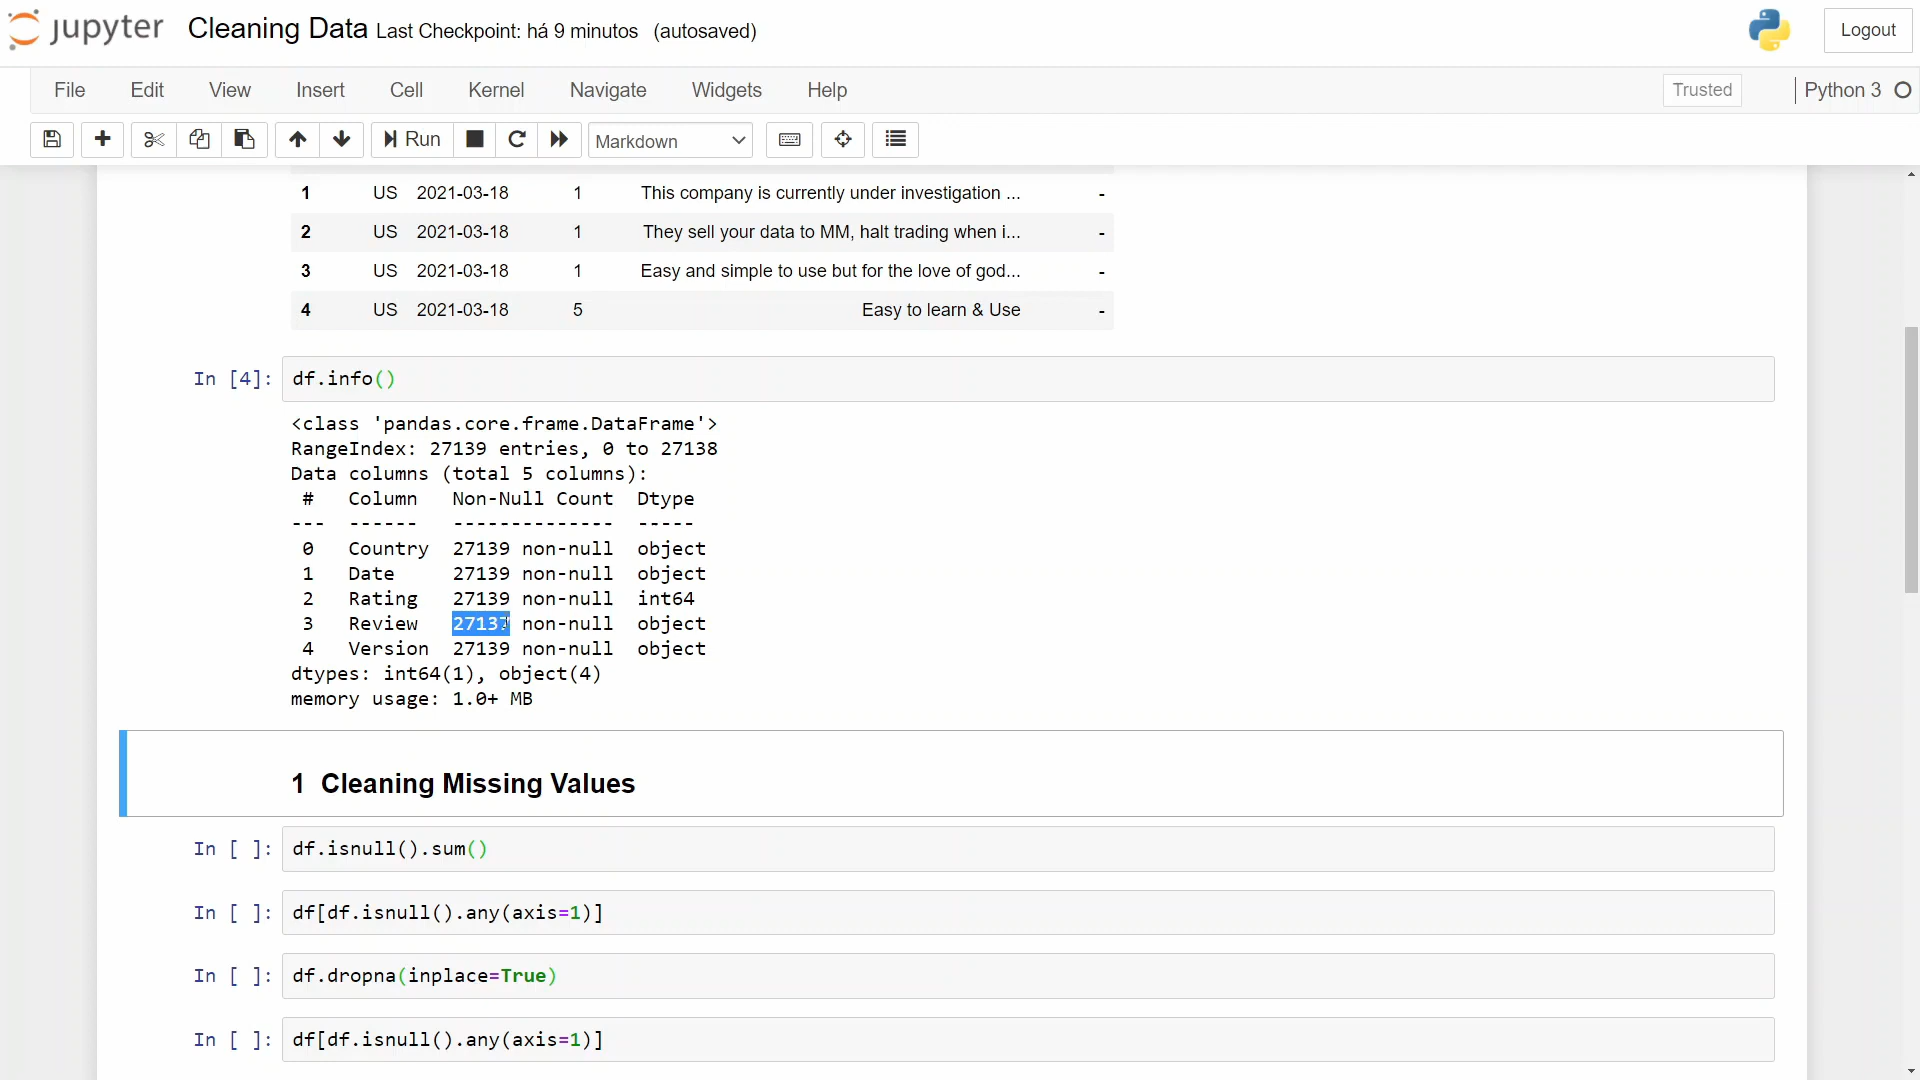 jupyter Cleaning Data Last Checkpoint: há 9 minutos (autosaved) Logout
File Edit View Insert Cell Kernel Navigate Widgets Help Trusted Python 3
Run Markdown
1 US 2021-03-18 1 This company is currently under investigation ... -
2 US 2021-03-18 1 They sell your data to MM, halt trading when i... -
3 US 2021-03-18 1 Easy and simple to use but for the love of god... -
4 US 2021-03-18 5 Easy to learn & Use -
In [4]: df.info()
<class 'pandas.core.frame.DataFrame'>
RangeIndex: 27139 entries, 0 to 27138
Data columns (total 5 columns):
# Column Non-Null Count Dtype
--- ------ -------------- -----
0 Country 27139 non-null object
1 Date 27139 non-null object
2 Rating 27139 non-null int64
3 Review 27137 non-null object
4 Version 27139 non-null object
dtypes: int64(1), object(4)
memory usage: 1.0+ MB
1 Cleaning Missing Values
In [ ]: df.isnull().sum()
In [ ]: df[df.isnull().any(axis=1)]
In [ ]: df.dropna(inplace=True)
In [ ]: df[df.isnull().any(axis=1)]